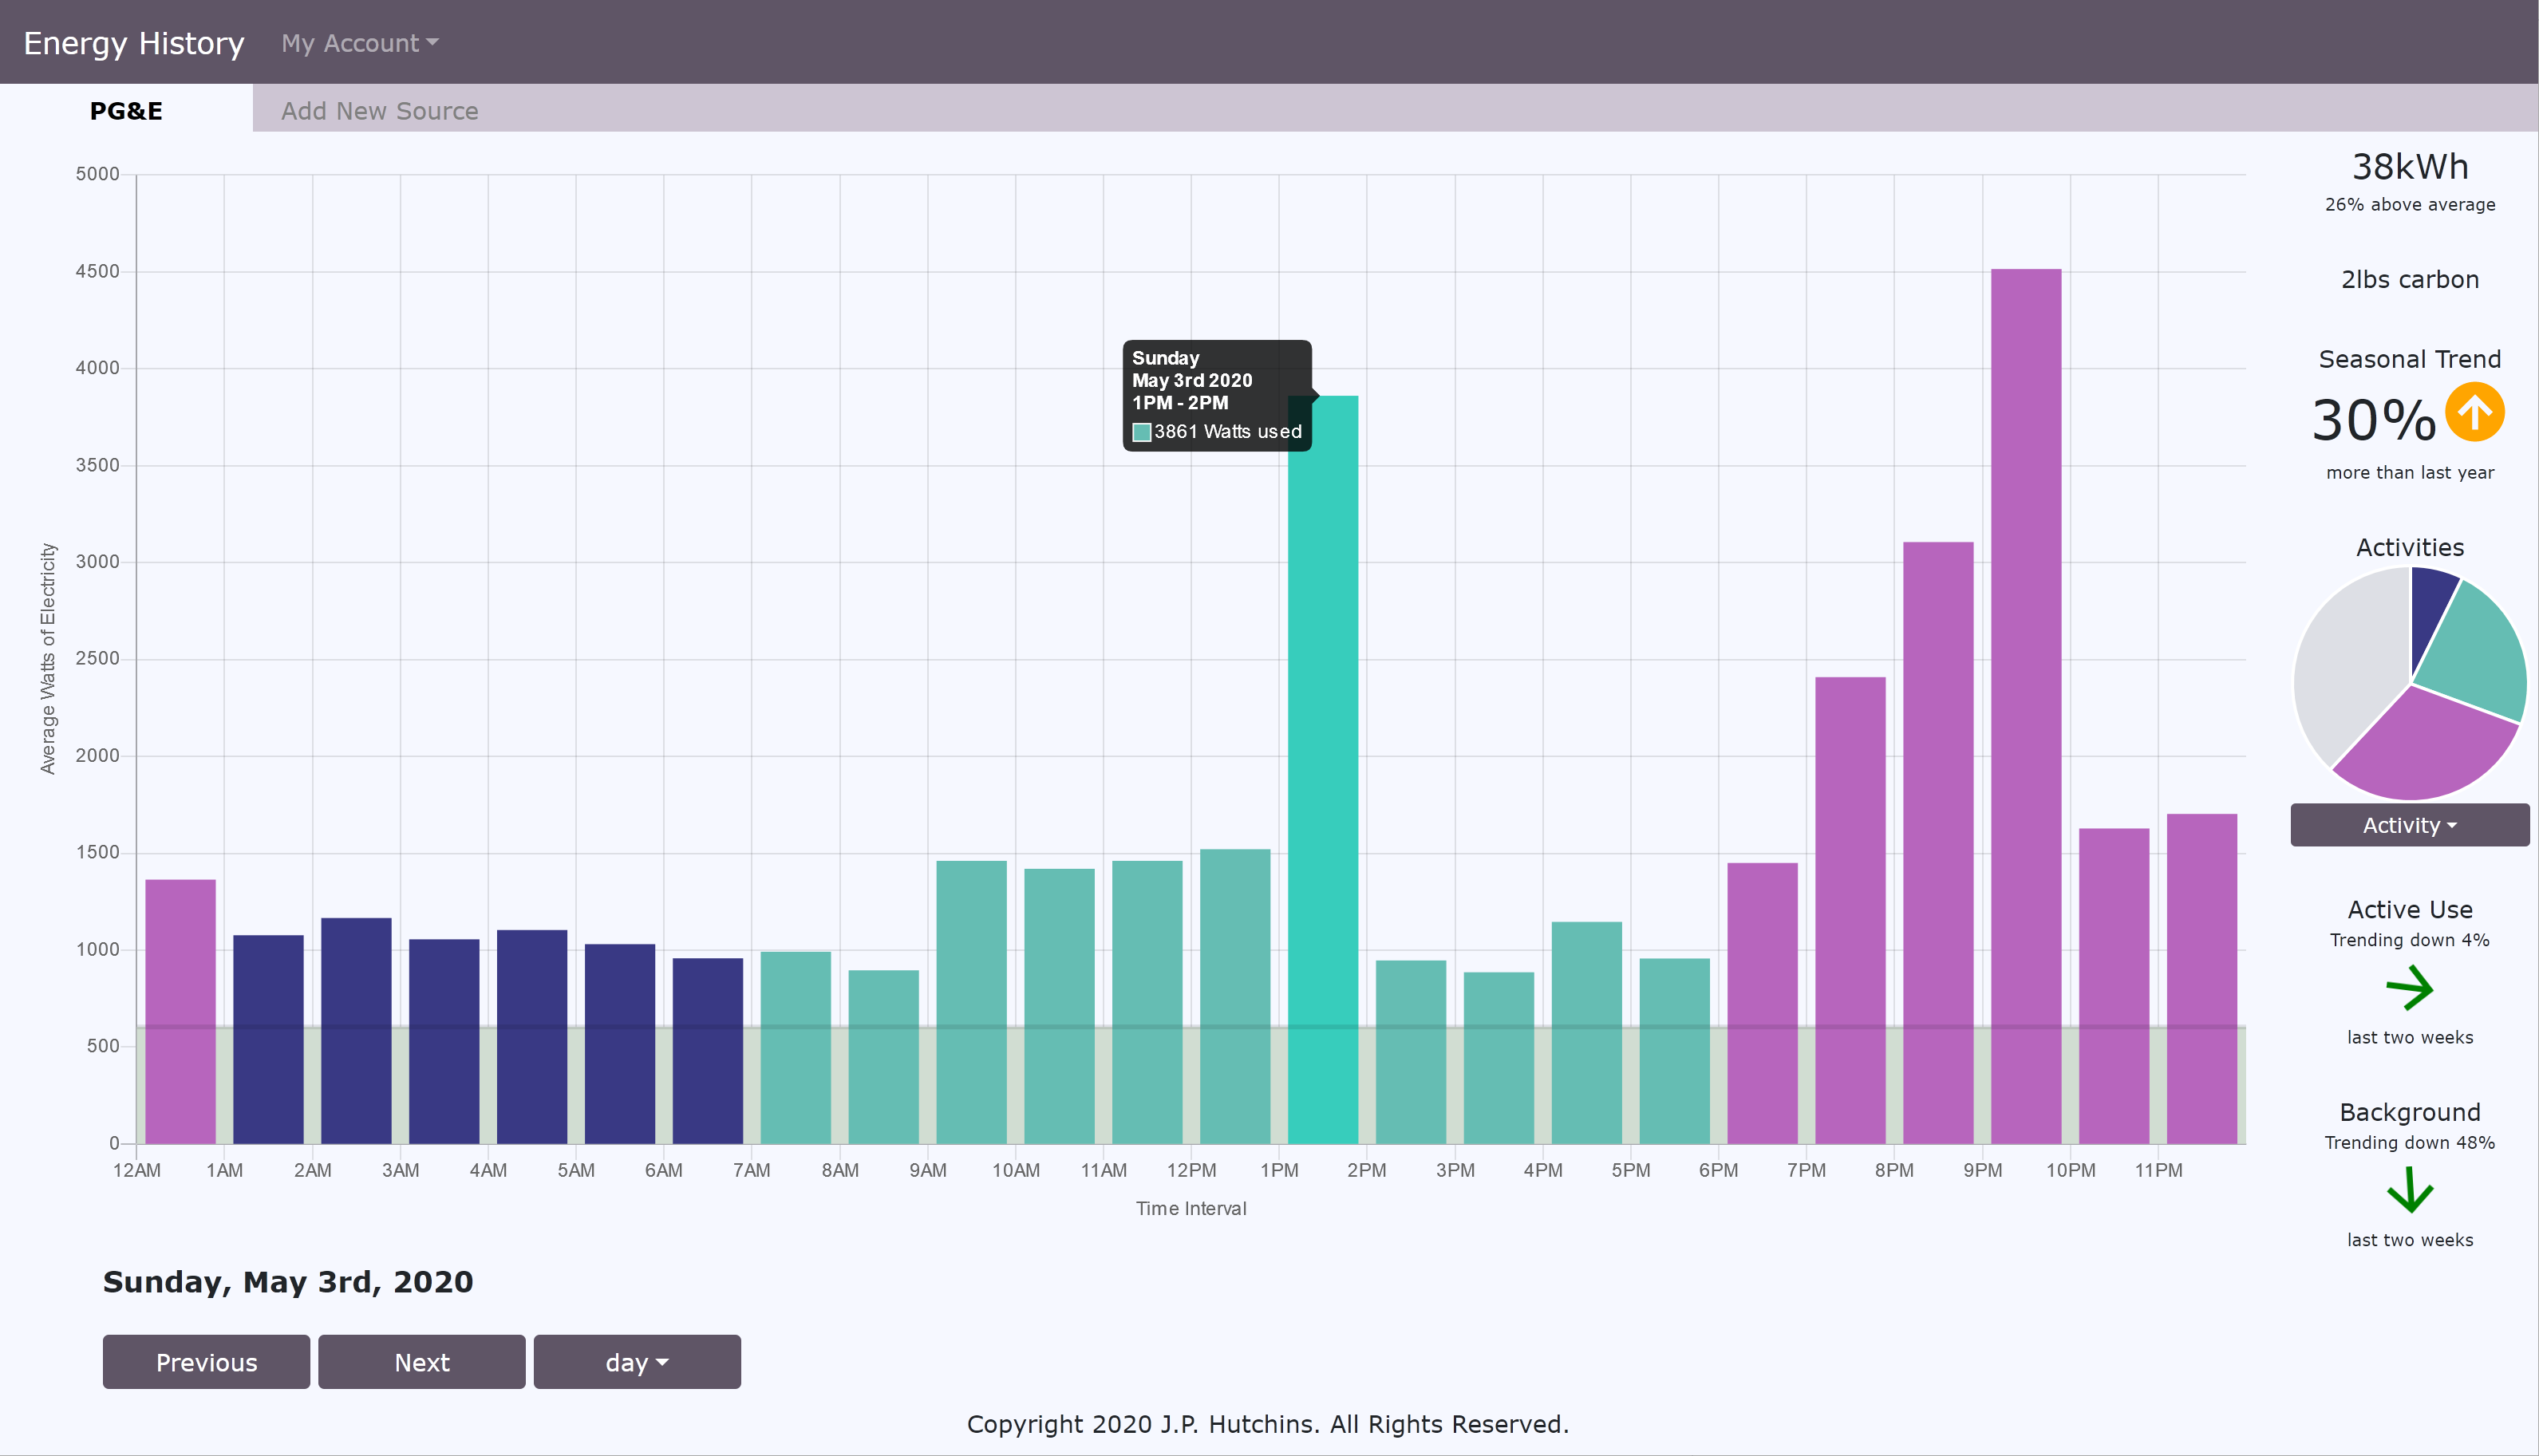 Energy History My Account
PG&E Add New Source
5000
4500
4000
3500
3000
2500
2000
1500
1000
500
0
Average Watts of Electricity
Sunday
May 3rd 2020
1PM - 2PM
3861 Watts used
12AM 1AM 2AM 3AM 4AM 5AM 6AM 7AM 8AM 9AM 10AM 11AM 12PM 1PM 2PM 3PM 4PM 5PM 6PM 7PM 8PM 9PM 10PM 11PM
Time Interval
38kWh
26% above average
2lbs carbon
Seasonal Trend
30%
more than last year
Activities
Activity
Active Use
Trending down 4%
last two weeks
Background
Trending down 48%
last two weeks
Sunday, May 3rd, 2020
Previous Next day
Copyright 2020 J.P. Hutchins. All Rights Reserved.